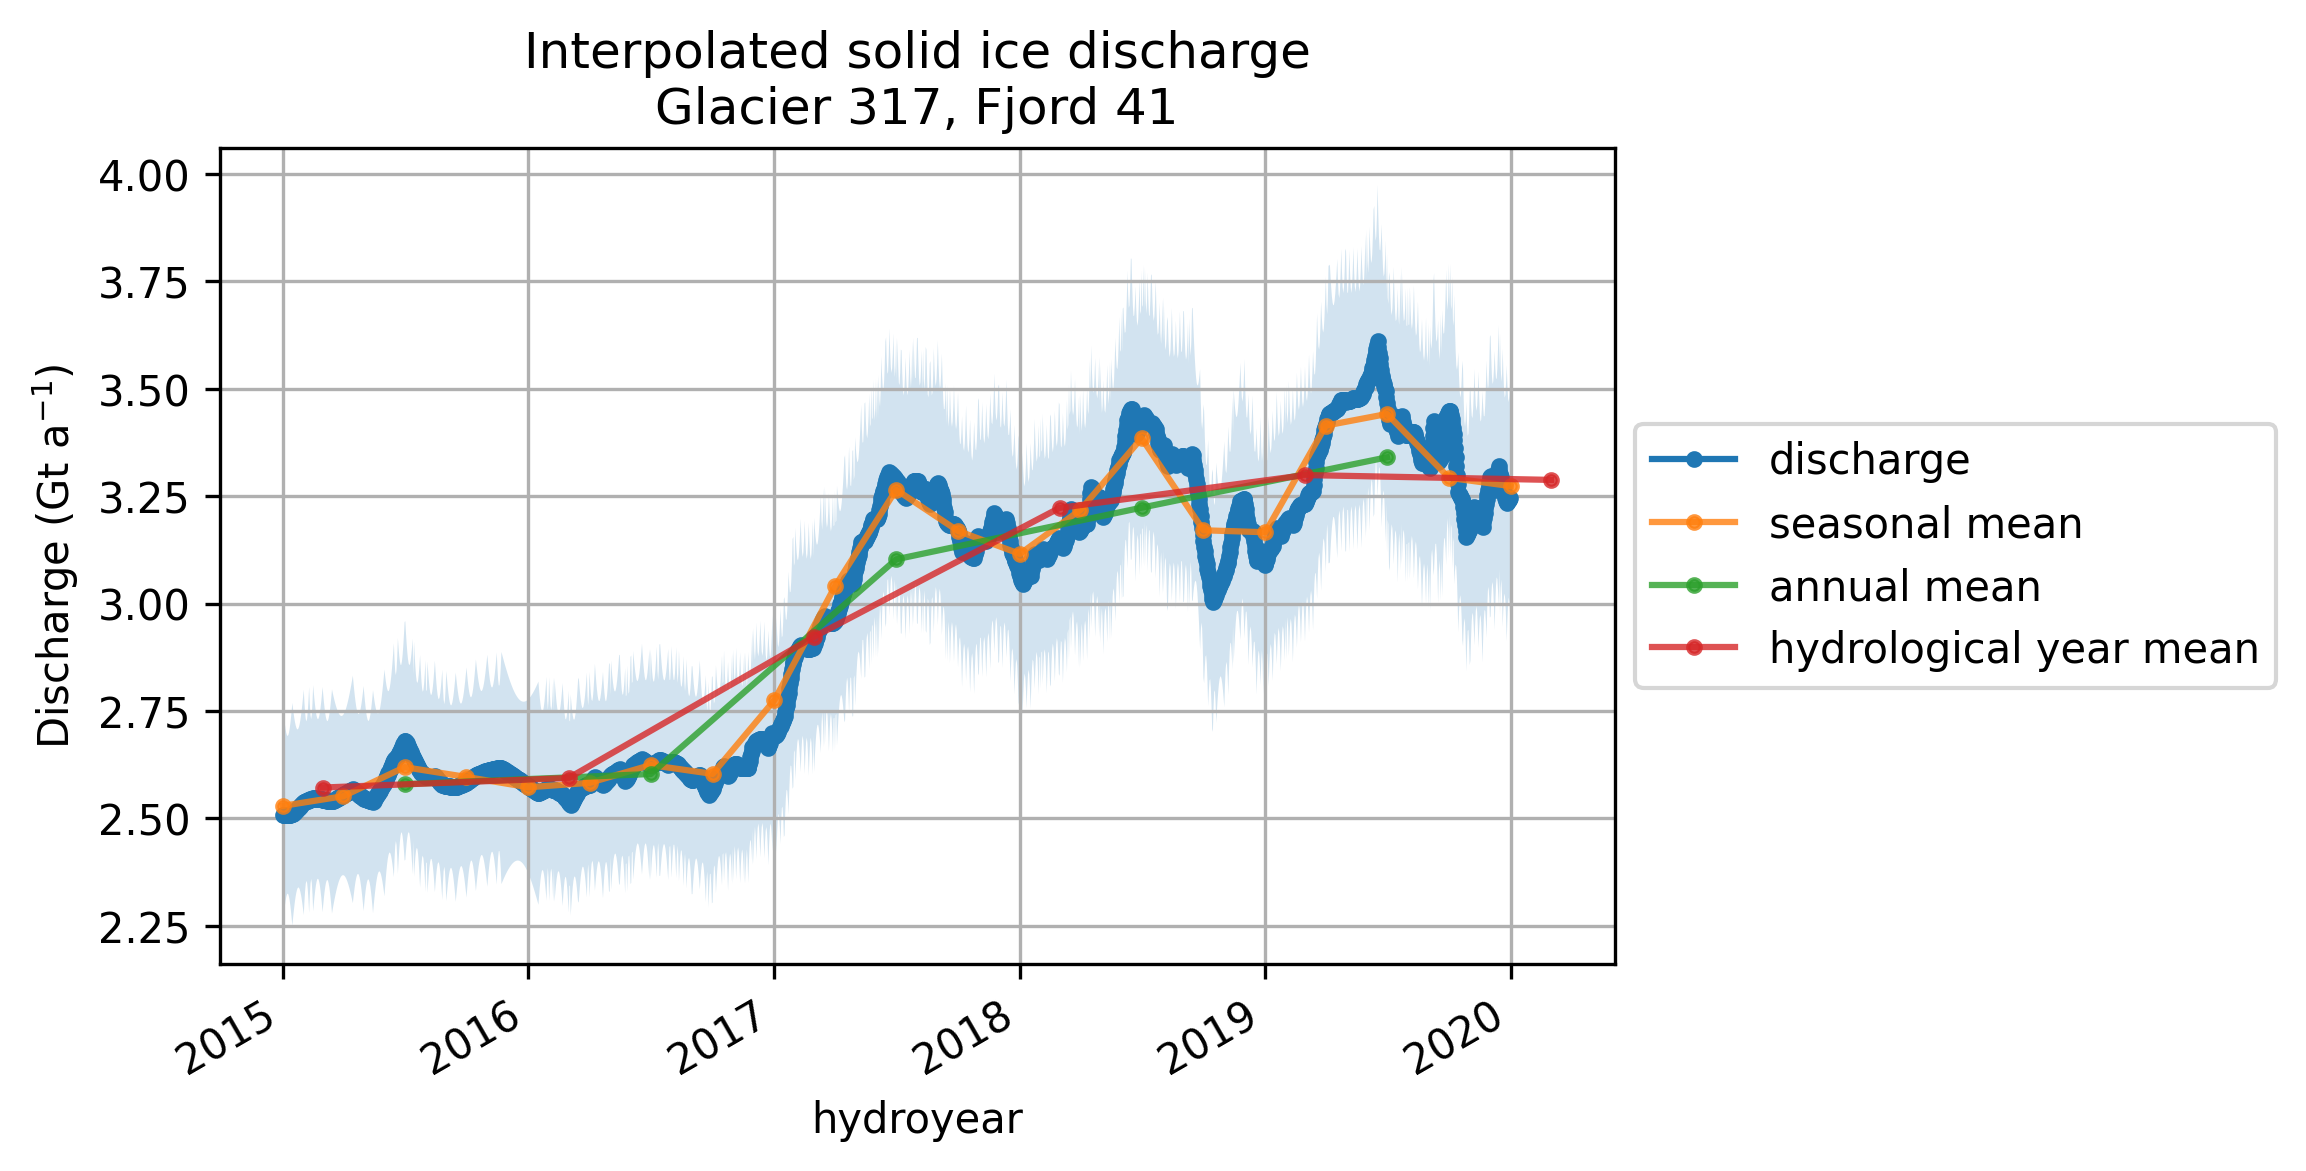 Interpolated solid ice discharge
Glacier 317, Fjord 41
Discharge (Gt a⁻¹)
4.00
3.75
3.50
3.25
3.00
2.75
2.50
2.25
2015
2016
2017
2018
2019
2020
hydroyear
discharge
seasonal mean
annual mean
hydrological year mean